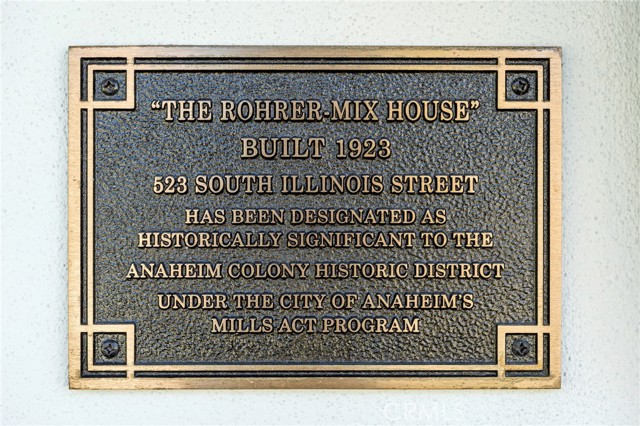 “THE ROHRER-MIX HOUSE”
BUILT 1923
523 SOUTH ILLINOIS STREET
HAS BEEN DESIGNATED AS
HISTORICALLY SIGNIFICANT TO THE
ANAHEIM COLONY HISTORIC DISTRICT
UNDER THE CITY OF ANAHEIM'S
MILLS ACT PROGRAM
CRMLS